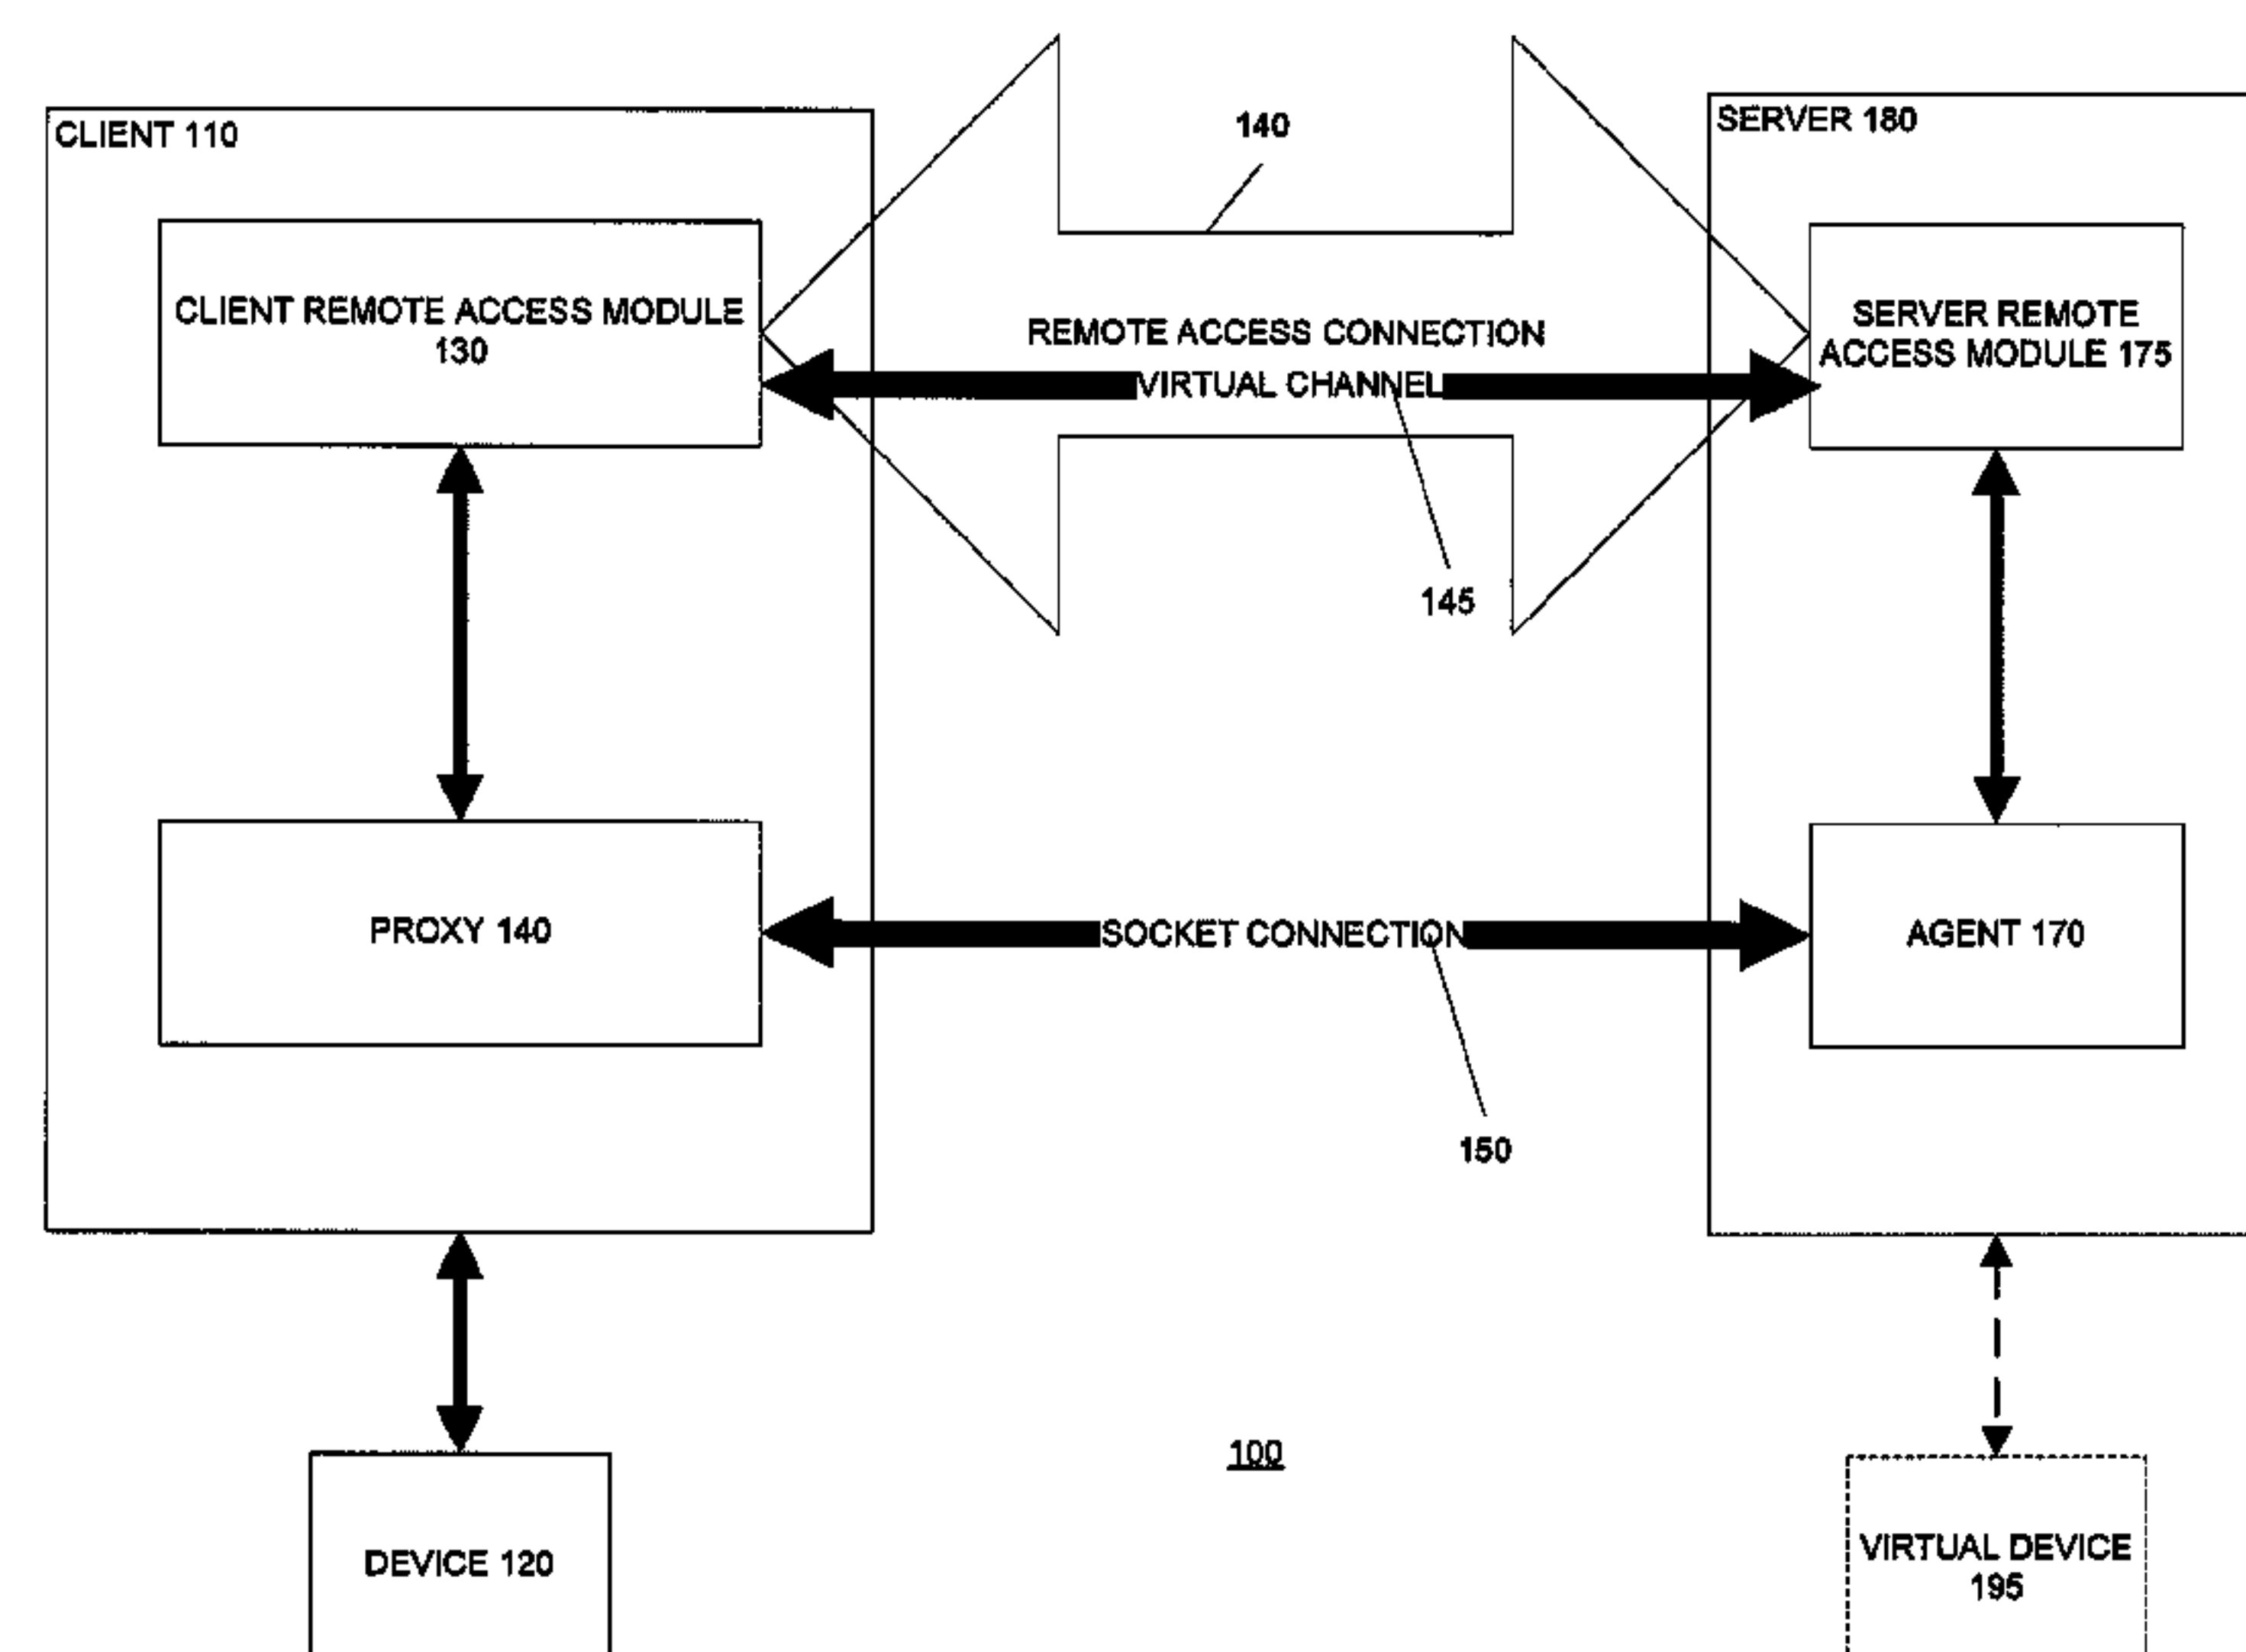 CLIENT 110
140
SERVER 180
CLIENT REMOTE ACCESS MODULE
130
REMOTE ACCESS CONNECTION
VIRTUAL CHANNEL
SERVER REMOTE
ACCESS MODULE 175
145
PROXY 140
SOCKET CONNECTION
AGENT 170
150
100
DEVICE 120
VIRTUAL DEVICE
195